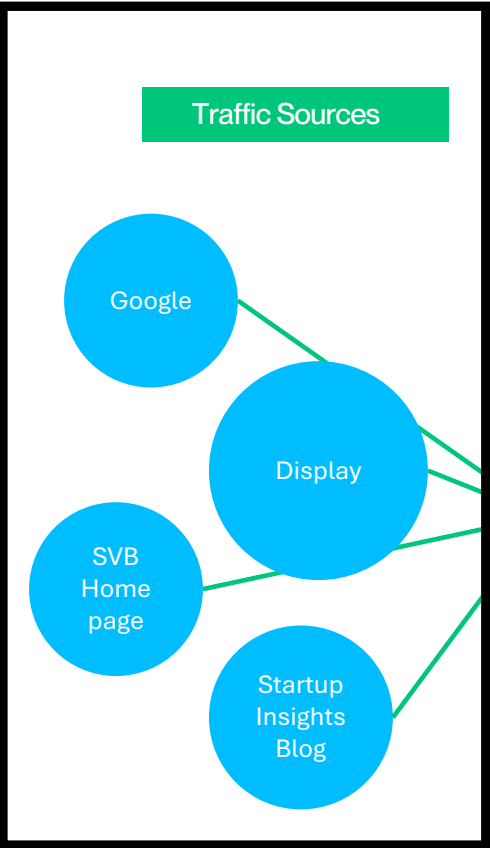 Traffic Sources
Google
Display
SVB
Home
page
Startup
Insights
Blog